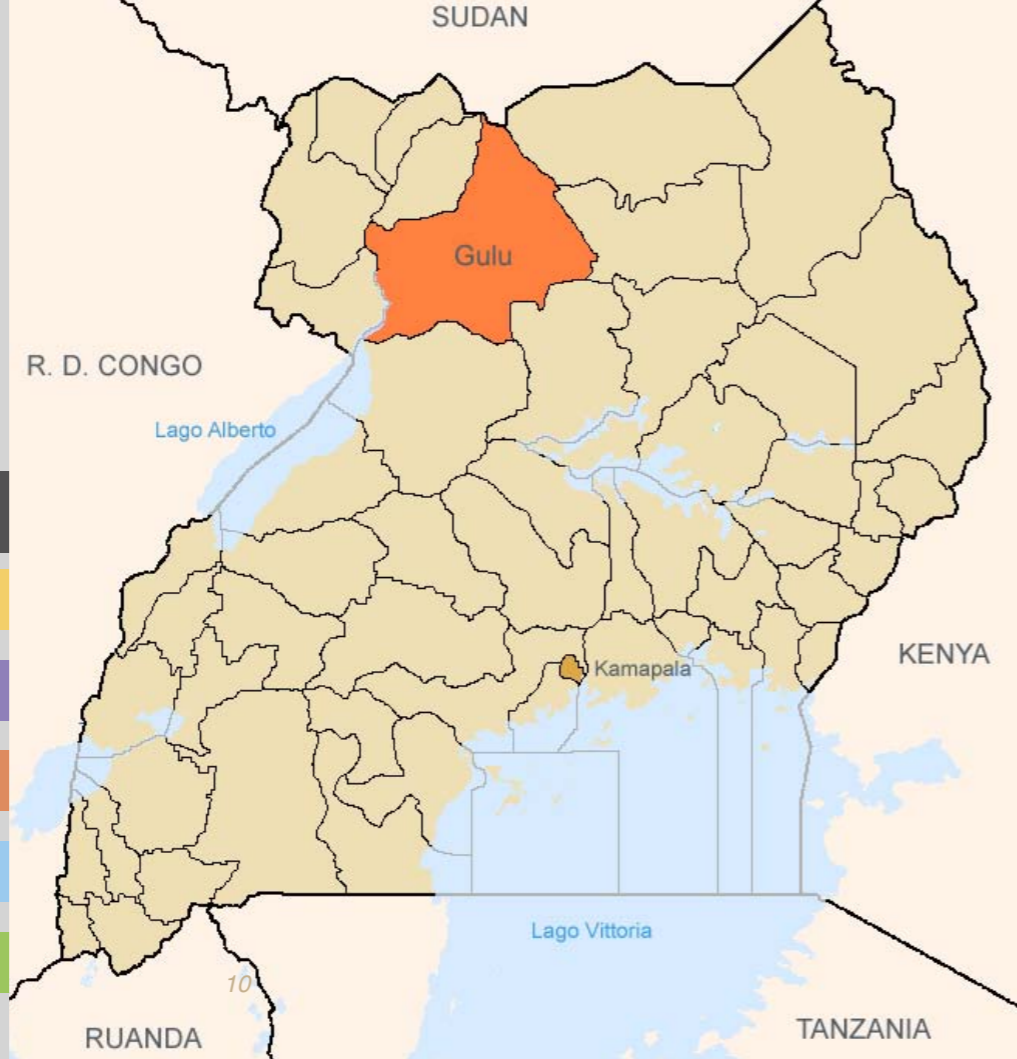 SUDAN
Gulu
R. D. CONGO
Lago Alberto
KENYA
Kamapala
Lago Vittoria
10
TANZANIA
RUANDA